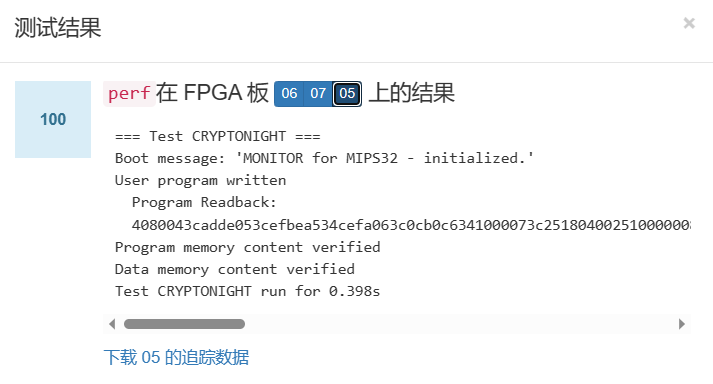 测试结果
×
100
perf 在 FPGA 板 06 07 05 上的结果
=== Test CRYPTONIGHT ===
Boot message: 'MONITOR for MIPS32 - initialized.'
User program written
Program Readback:
4080043cadde053cefbea534cefa063c0cb0c6341000073c25180400251000000
Program memory content verified
Data memory content verified
Test CRYPTONIGHT run for 0.398s
下载 05 的追踪数据